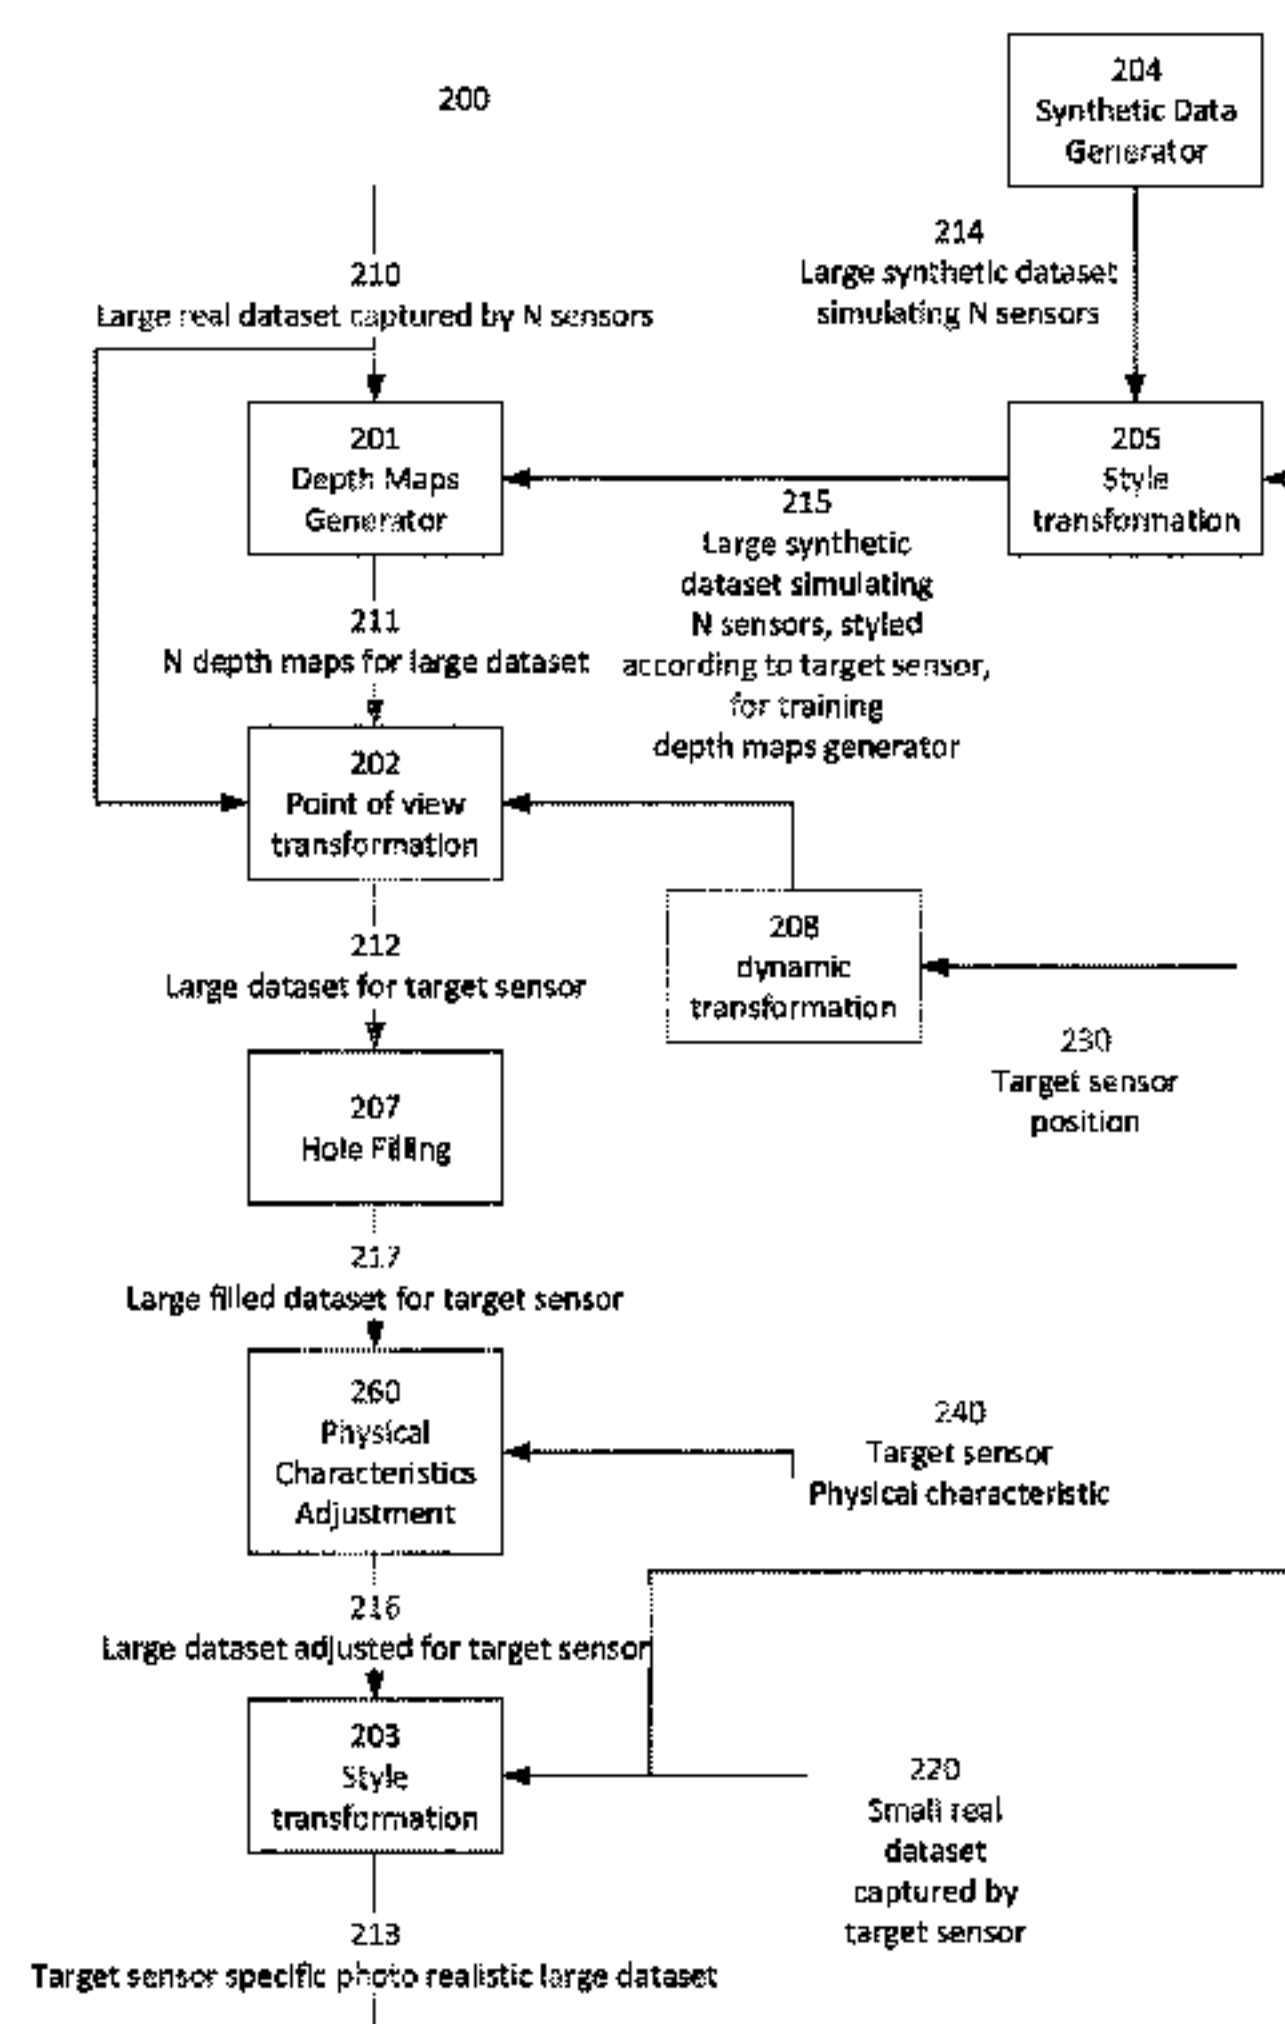 200
204
Synthetic Data
Generator
214
Large synthetic dataset
simulating N sensors
210
Large real dataset captured by N sensors
201
Depth Maps
Generator
205
Style
transformation
215
Large synthetic
dataset simulating
N sensors, styled
according to target sensor,
for training
depth maps generator
211
N depth maps for large dataset
202
Point of view
transformation
208
dynamic
transformation
212
Large dataset for target sensor
230
Target sensor
position
207
Hole Filling
217
Large filled dataset for target sensor
260
Physical
Characteristics
Adjustment
240
Target sensor
Physical characteristic
216
Large dataset adjusted for target sensor
203
Style
transformation
220
Small real
dataset
captured by
target sensor
213
Target sensor specific photo realistic large dataset